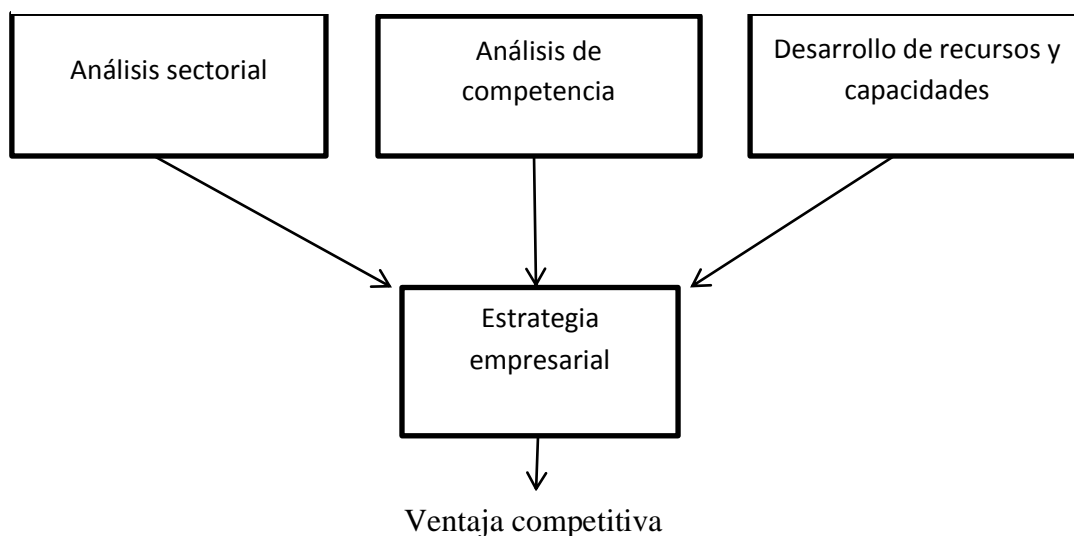 Análisis sectorial
Análisis de
competencia
Desarrollo de recursos y
capacidades
Estrategia
empresarial
Ventaja competitiva